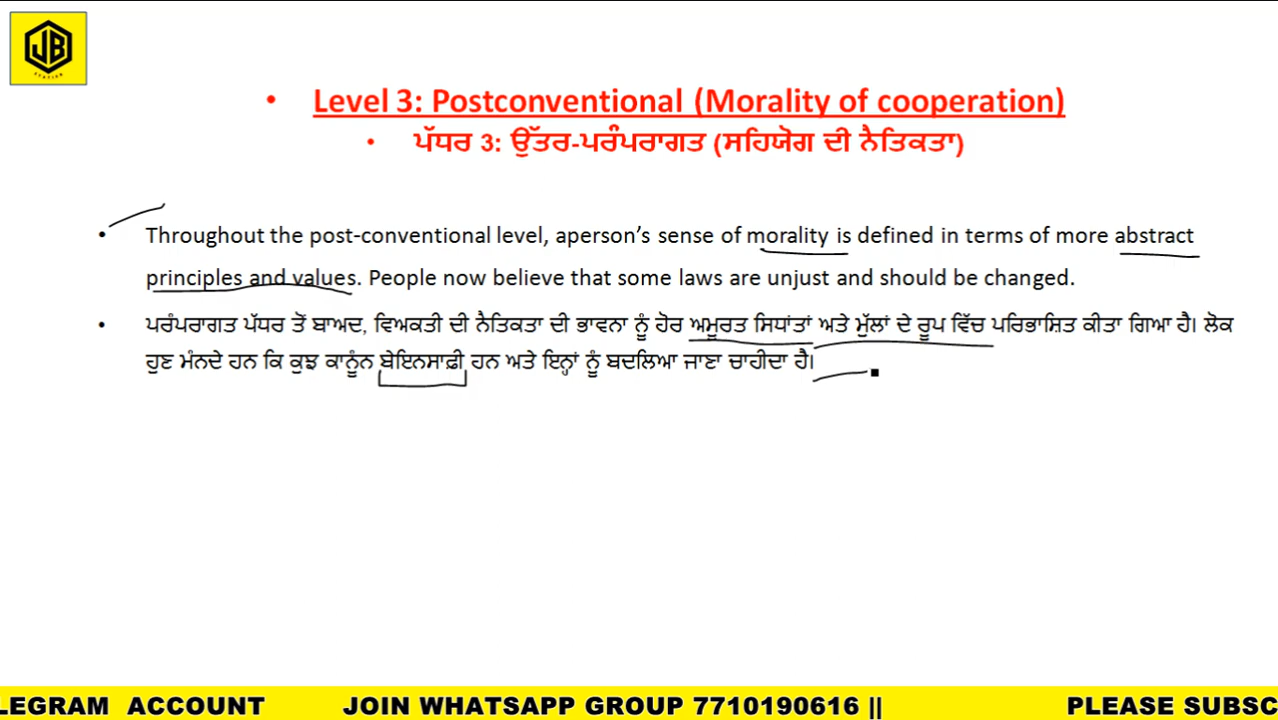 JB
STATION
• Level 3: Postconventional (Morality of cooperation)
• ਪੱਧਰ 3: ਉੱਤਰ-ਪਰੰਪਰਾਗਤ (ਸਹਿਯੋਗ ਦੀ ਨੈਤਿਕਤਾ)
• Throughout the post-conventional level, aperson's sense of morality is defined in terms of more abstract
principles and values. People now believe that some laws are unjust and should be changed.
• ਪਰੰਪਰਾਗਤ ਪੱਧਰ ਤੋਂ ਬਾਅਦ, ਵਿਅਕਤੀ ਦੀ ਨੈਤਿਕਤਾ ਦੀ ਭਾਵਨਾ ਨੂੰ ਹੋਰ ਅਮੂਰਤ ਸਿਧਾਂਤਾਂ ਅਤੇ ਮੁੱਲਾਂ ਦੇ ਰੂਪ ਵਿੱਚ ਪਰਿਭਾਸ਼ਿਤ ਕੀਤਾ ਗਿਆ ਹੈ। ਲੋਕ
ਹੁਣ ਮੰਨਦੇ ਹਨ ਕਿ ਕੁਝ ਕਾਨੂੰਨ ਬੇਇਨਸਾਫ਼ੀ ਹਨ ਅਤੇ ਇਨ੍ਹਾਂ ਨੂੰ ਬਦਲਿਆ ਜਾਣਾ ਚਾਹੀਦਾ ਹੈ।
LEGRAM ACCOUNT JOIN WHATSAPP GROUP 7710190616 || PLEASE SUBSC